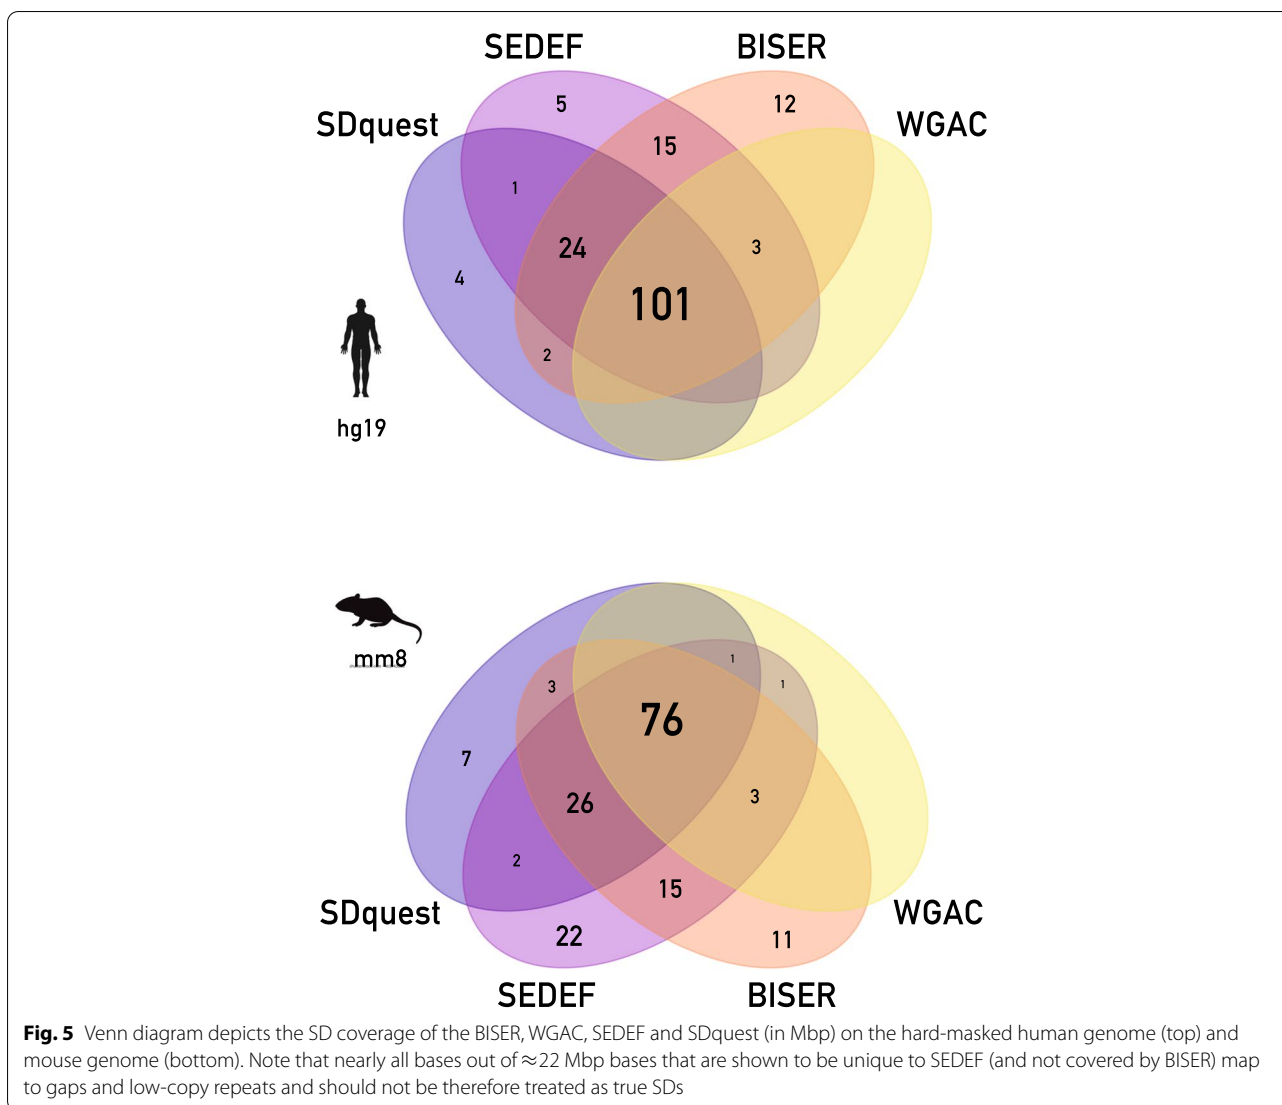 SEDEF
BISER
SDquest
WGAC
5
12
15
1
24
3
4
101
2
hg19
mm8
1
1
3
76
7
26
3
2
15
SDquest
WGAC
22
11
SEDEF
BISER
Fig. 5 Venn diagram depicts the SD coverage of the BISER, WGAC, SEDEF and SDquest (in Mbp) on the hard-masked human genome (top) and
mouse genome (bottom). Note that nearly all bases out of ≈22 Mbp bases that are shown to be unique to SEDEF (and not covered by BISER) map
to gaps and low-copy repeats and should not be therefore treated as true SDs